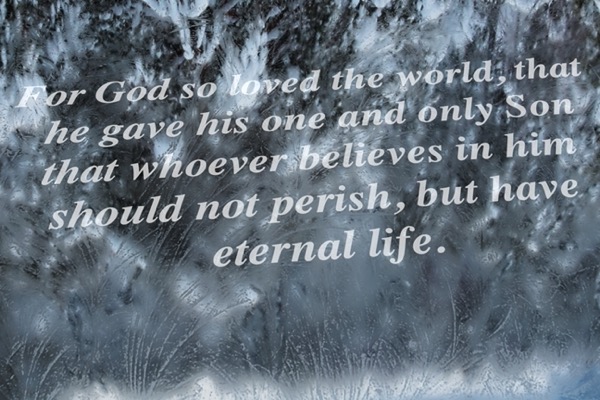 For God so loved the world, that
he gave his one and only Son
that whoever believes in him
should not perish, but have
eternal life.